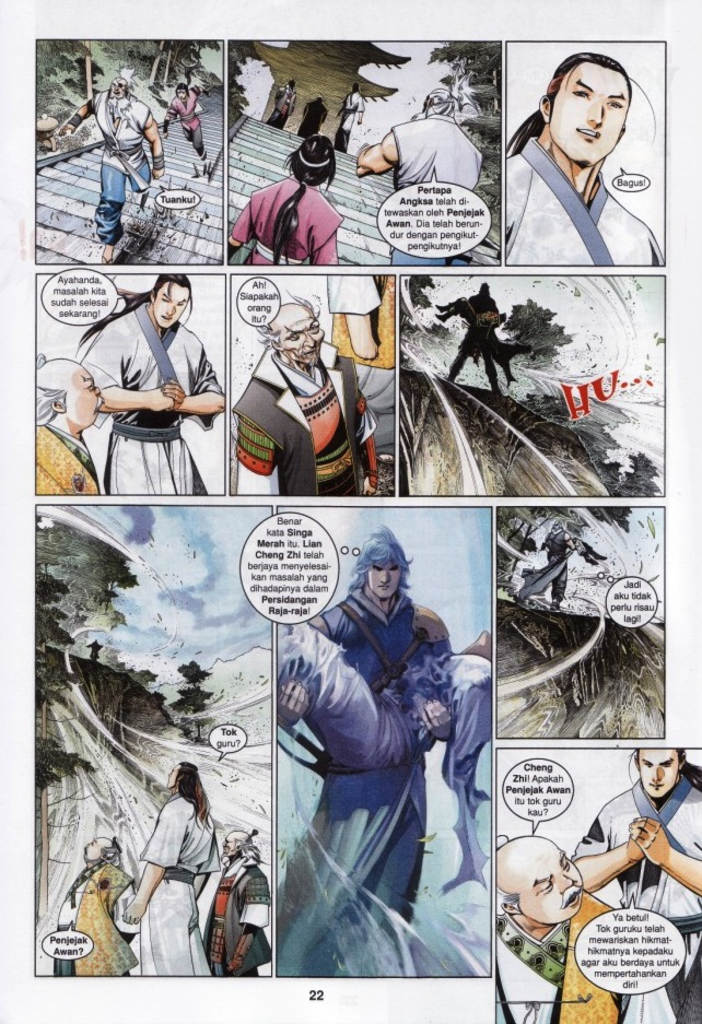 Tuanku!
Pertapa
Angksa telah di-
tewaskan oleh Penjejak
Awan. Dia telah berun-
dur dengan pengikut-
pengikutnya!
Bagus!
Ayahanda,
masalah kita
sudah selesai
sekarang!
Ah!
Siapakah
orang
itu?
HU...
Tok
guru?
Penjejak
Awan?
Benar
kata Singa
Merah itu. Lian
Cheng Zhi telah
berjaya menyelesai-
kan masalah yang
dihadapinya dalam
Persidangan
Raja-raja!
Jadi
aku tidak
perlu risau
lagi!
Cheng
Zhi! Apakah
Penjejak Awan
itu tok guru
kau?
Ya betul!
Tok guruku telah
mewariskan hikmat-
hikmatnya kepadaku
agar aku berdaya untuk
mempertahankan
diri!
22